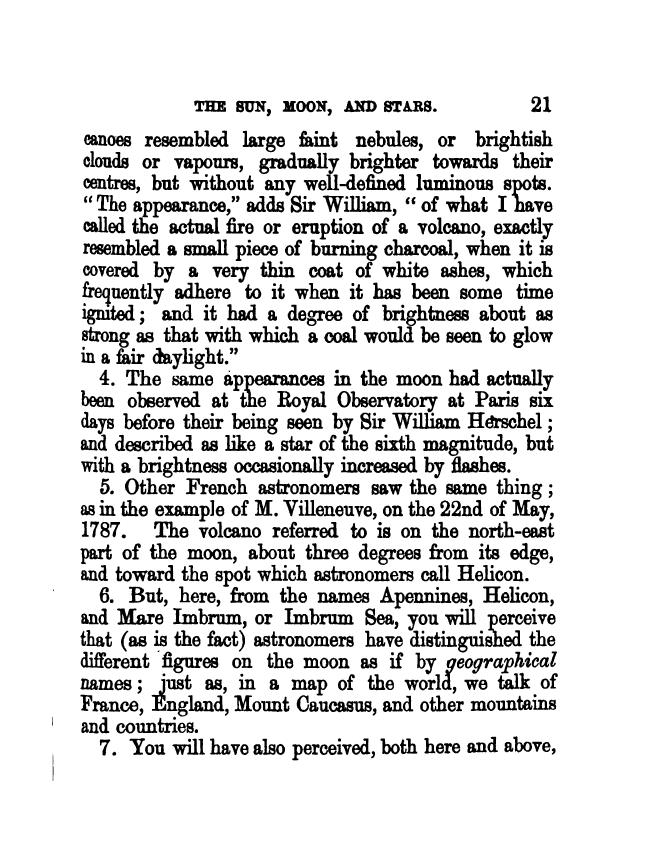 THE SUN, MOON, AND STARS. 21
canoes resembled large faint nebules, or brightish
clouds or vapours, gradually brighter towards their
centres, but without any well-defined luminous spots.
“The appearance,” adds Sir William, “of what I have
called the actual fire or eruption of a volcano, exactly
resembled a small piece of burning charcoal, when it is
covered by a very thin coat of white ashes, which
frequently adhere to it when it has been some time
ignited; and it had a degree of brightness about as
strong as that with which a coal would be seen to glow
in a fair daylight.”
4. The same appearances in the moon had actually
been observed at the Royal Observatory at Paris six
days before their being seen by Sir William Herschel;
and described as like a star of the sixth magnitude, but
with a brightness occasionally increased by flashes.
5. Other French astronomers saw the same thing;
as in the example of M. Villeneuve, on the 22nd of May,
1787. The volcano referred to is on the north-east
part of the moon, about three degrees from its edge,
and toward the spot which astronomers call Helicon.
6. But, here, from the names Apennines, Helicon,
and Mare Imbrum, or Imbrum Sea, you will perceive
that (as is the fact) astronomers have distinguished the
different figures on the moon as if by geographical
names; just as, in a map of the world, we talk of
France, England, Mount Caucasus, and other mountains
and countries.
7. You will have also perceived, both here and above,